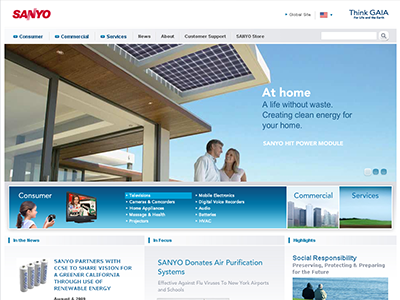 SANYO
Global Site
Think GAIA
For Life and the Earth
Consumer
Commercial
Services
News
About
Customer Support
SANYO Store
At home
A life without waste.
Creating clean energy for
your home.
SANYO HIT POWER MODULE
Consumer
Televisions
Cameras & Camcorders
Home Appliances
Massage & Health
Projectors
Mobile Electronics
Digital Voice Recorders
Audio
Batteries
HVAC
Commercial
Services
In the News
SANYO PARTNERS WITH
CCSE TO SHARE VISION FOR
A GREENER CALIFORNIA
THROUGH USE OF
RENEWABLE ENERGY
August 4, 2009
In Focus
SANYO Donates Air Purification
Systems
Effective Against Flu Viruses To New York Airports
and Schools
Highlights
Social Responsibility
Preserving, Protecting & Preparing
for the Future